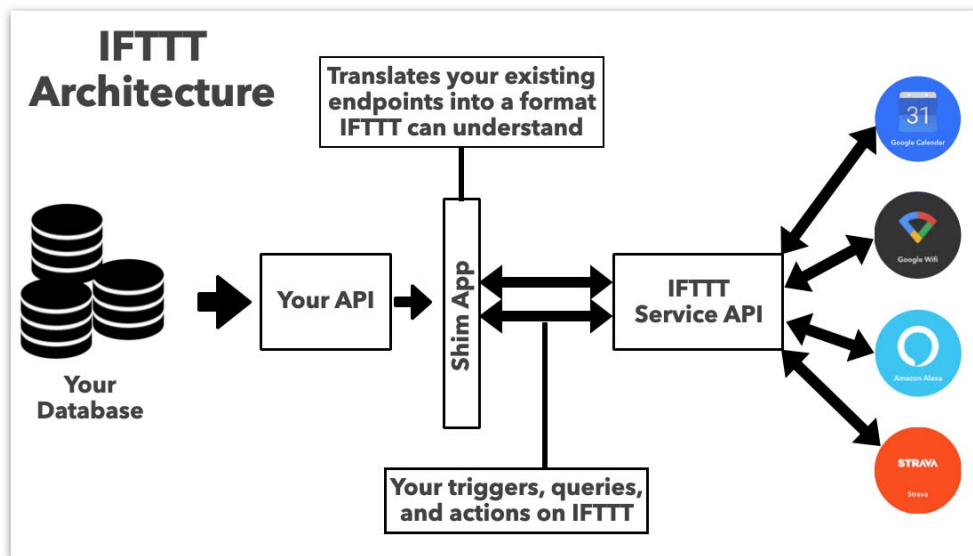 IFTTT
Architecture
Translates your existing
endpoints into a format
IFTTT can understand
31
Google Calendar
Google Wifi
Your API
Shim App
IFTTT
Service API
Your
Database
Amazon Alexa
Your triggers, queries,
and actions on IFTTT
STRAVA
Strava